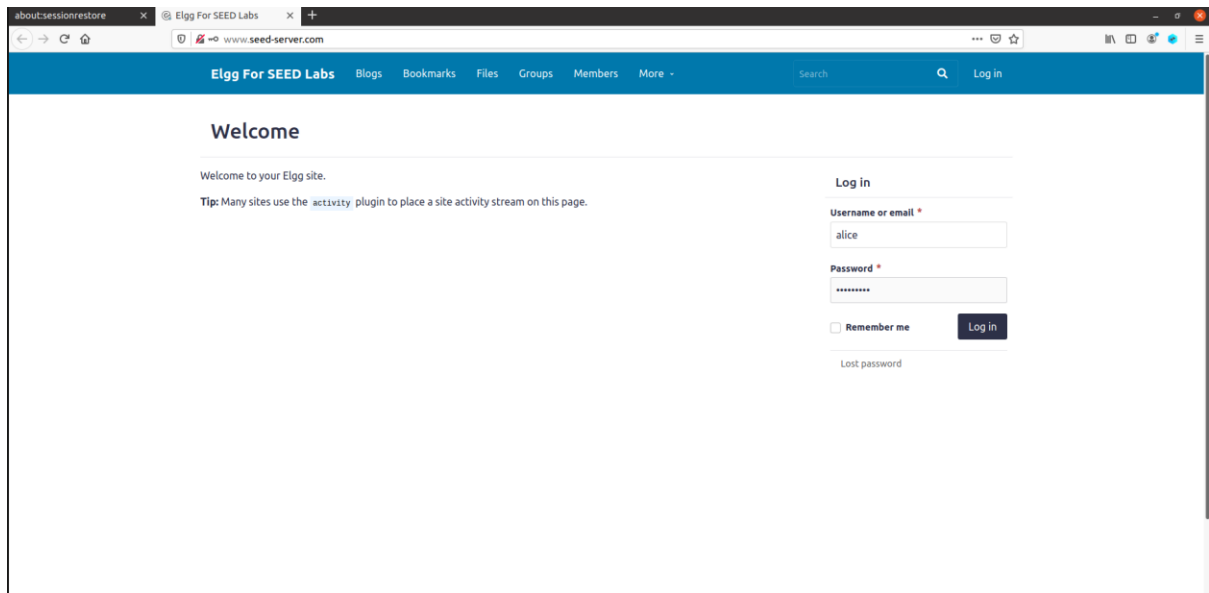 about:sessionrestore
Elgg For SEED Labs
www.seed-server.com
Elgg For SEED Labs Blogs Bookmarks Files Groups Members More Search Log in
Welcome
Welcome to your Elgg site.
Tip: Many sites use the activity plugin to place a site activity stream on this page.
Log in
Username or email *
alice
Password *
•••••••••
Remember me Log in
Lost password